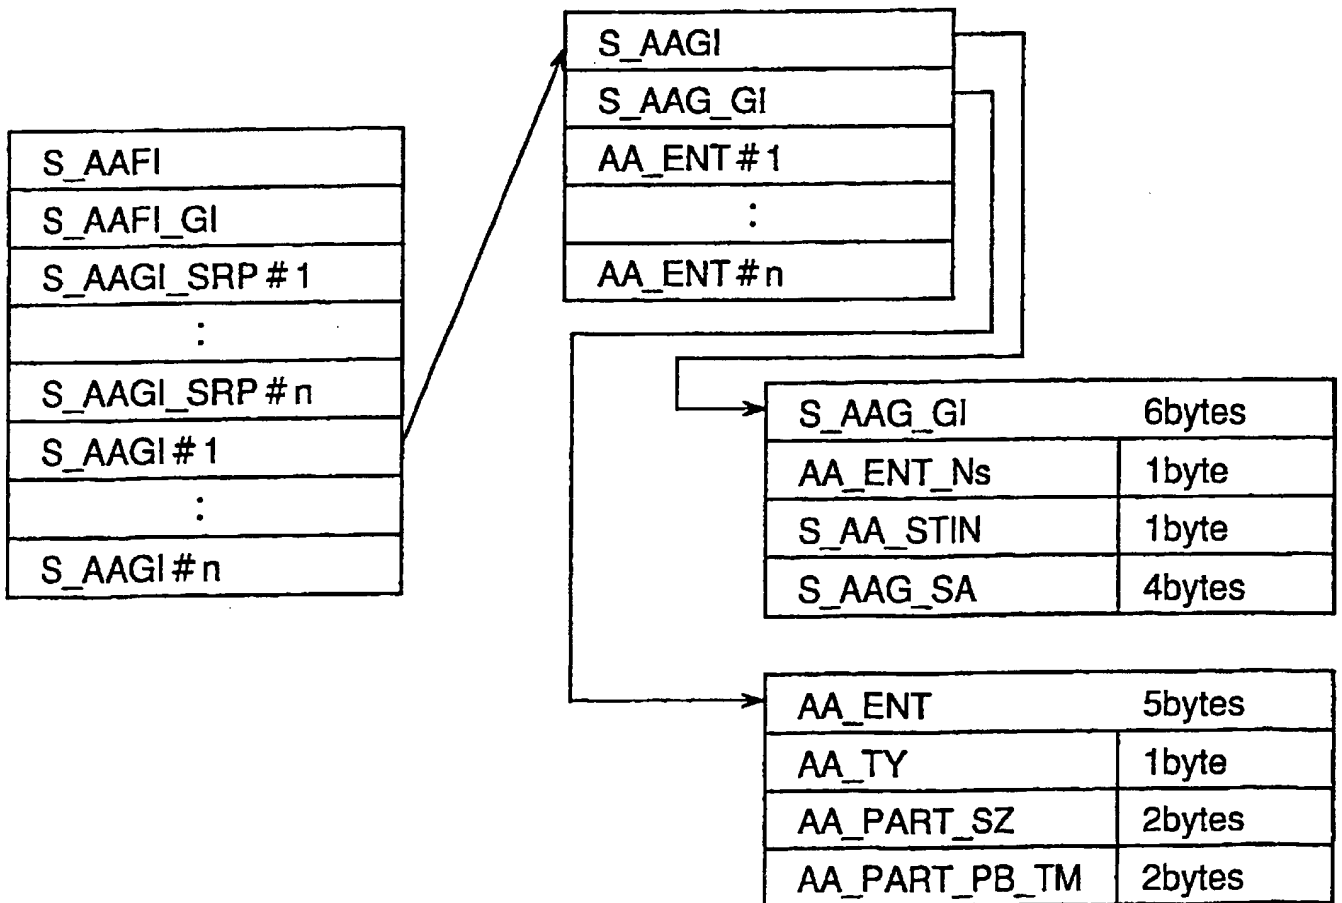 S_AAFI
S_AAFI_GI
S_AAGI_SRP#1
:
S_AAGI_SRP#n
S_AAGI#1
:
S_AAGI#n
S_AAGI
S_AAG_GI
AA_ENT#1
:
AA_ENT#n
S_AAG_GI 6bytes
AA_ENT_Ns 1byte
S_AA_STIN 1byte
S_AAG_SA 4bytes
AA_ENT 5bytes
AA_TY 1byte
AA_PART_SZ 2bytes
AA_PART_PB_TM 2bytes